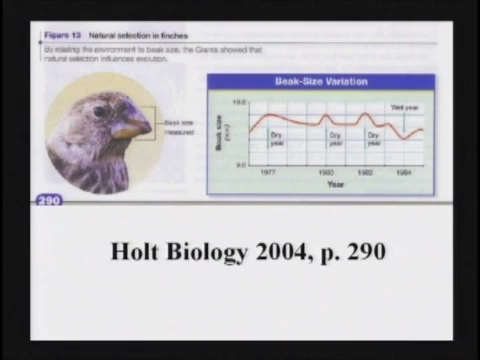 Figure 13 Natural selection in finches
By relating the environment to beak size, the Grants showed that
natural selection influences evolution.
Beak-Size Variation
Beak size
measured
Beak size
(mm)
10.0
9.0
Dry
year
Dry
year
Dry
year
Wet year
1977
1980
1982
1984
Year
290
Holt Biology 2004, p. 290